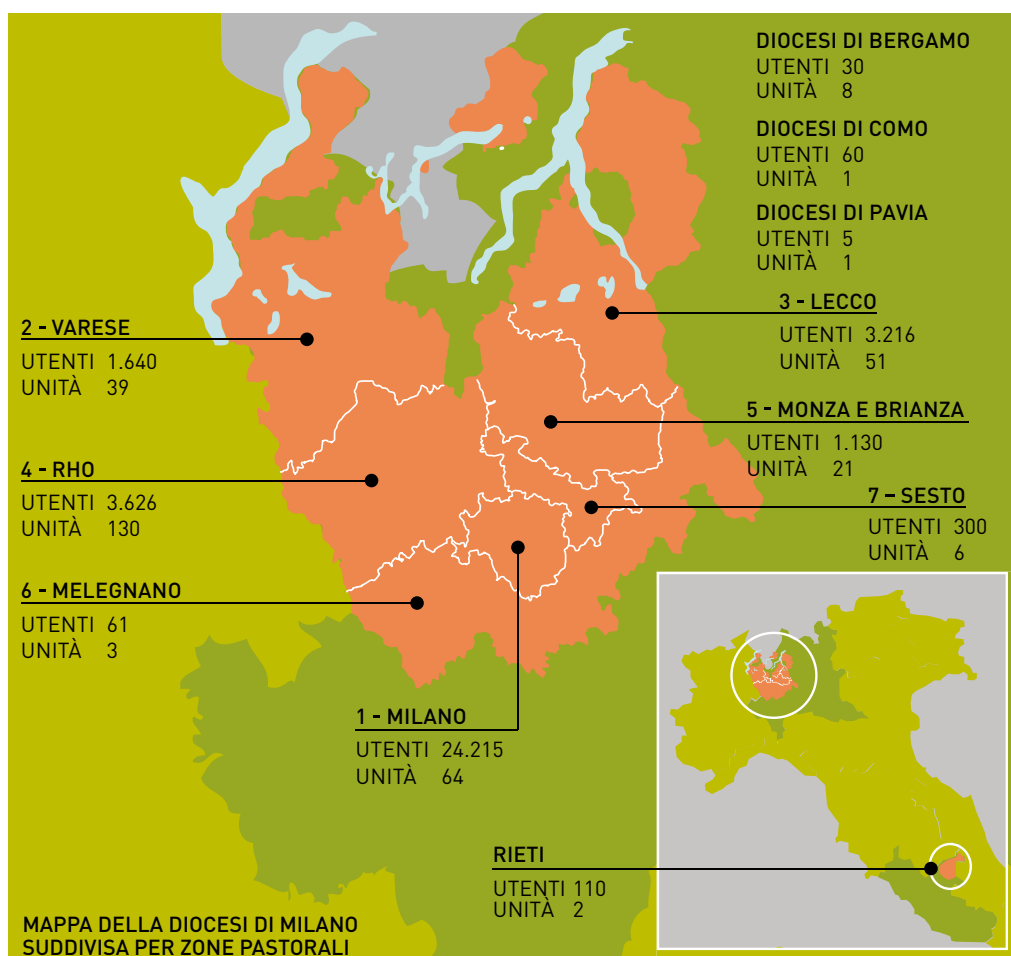 DIOCESI DI BERGAMO
UTENTI 30
UNITÀ 8
DIOCESI DI COMO
UTENTI 60
UNITÀ 1
DIOCESI DI PAVIA
UTENTI 5
UNITÀ 1
3 - LECCO
UTENTI 3.216
UNITÀ 51
2 - VARESE
UTENTI 1.640
UNITÀ 39
5 - MONZA E BRIANZA
UTENTI 1.130
UNITÀ 21
4 - RHO
UTENTI 3.626
UNITÀ 130
7 - SESTO
UTENTI 300
UNITÀ 6
6 - MELEGNANO
UTENTI 61
UNITÀ 3
1 - MILANO
UTENTI 24.215
UNITÀ 64
RIETI
UTENTI 110
UNITÀ 2
MAPPA DELLA DIOCESI DI MILANO
SUDDIVISA PER ZONE PASTORALI